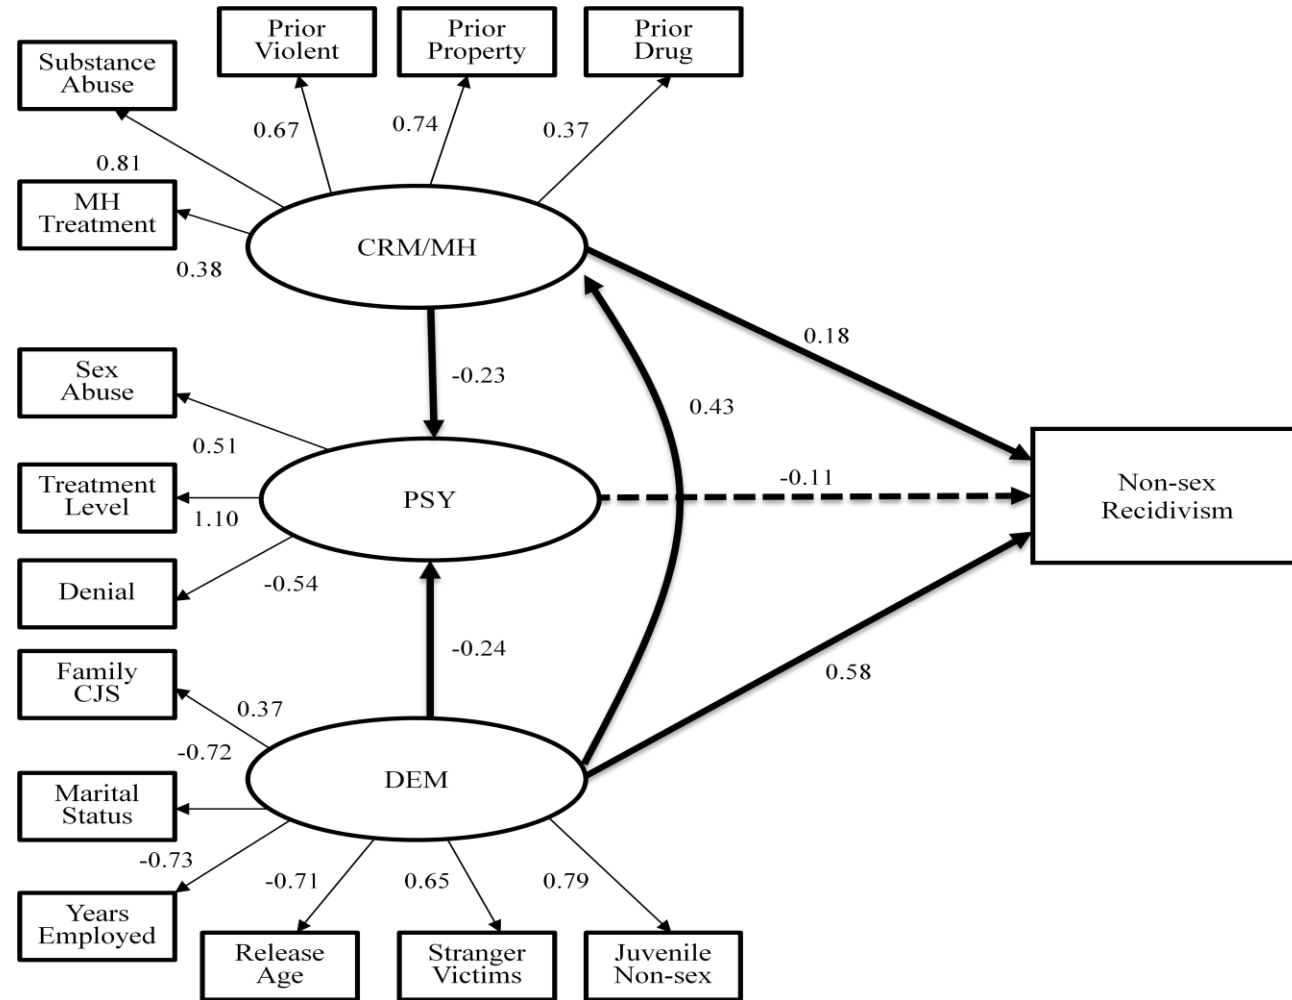 Prior
Violent
Prior
Property
Prior
Drug
Substance
Abuse
0.67
0.74
0.37
0.81
MH
Treatment
CRM/MH
0.38
0.18
Sex
Abuse
-0.23
0.43
0.51
Treatment
Level
1.10
PSY
-0.11
Non-sex
Recidivism
Denial
-0.54
-0.24
Family
CJS
0.37
0.58
-0.72
DEM
Marital
Status
-0.73
-0.71
0.65
0.79
Years
Employed
Release
Age
Stranger
Victims
Juvenile
Non-sex